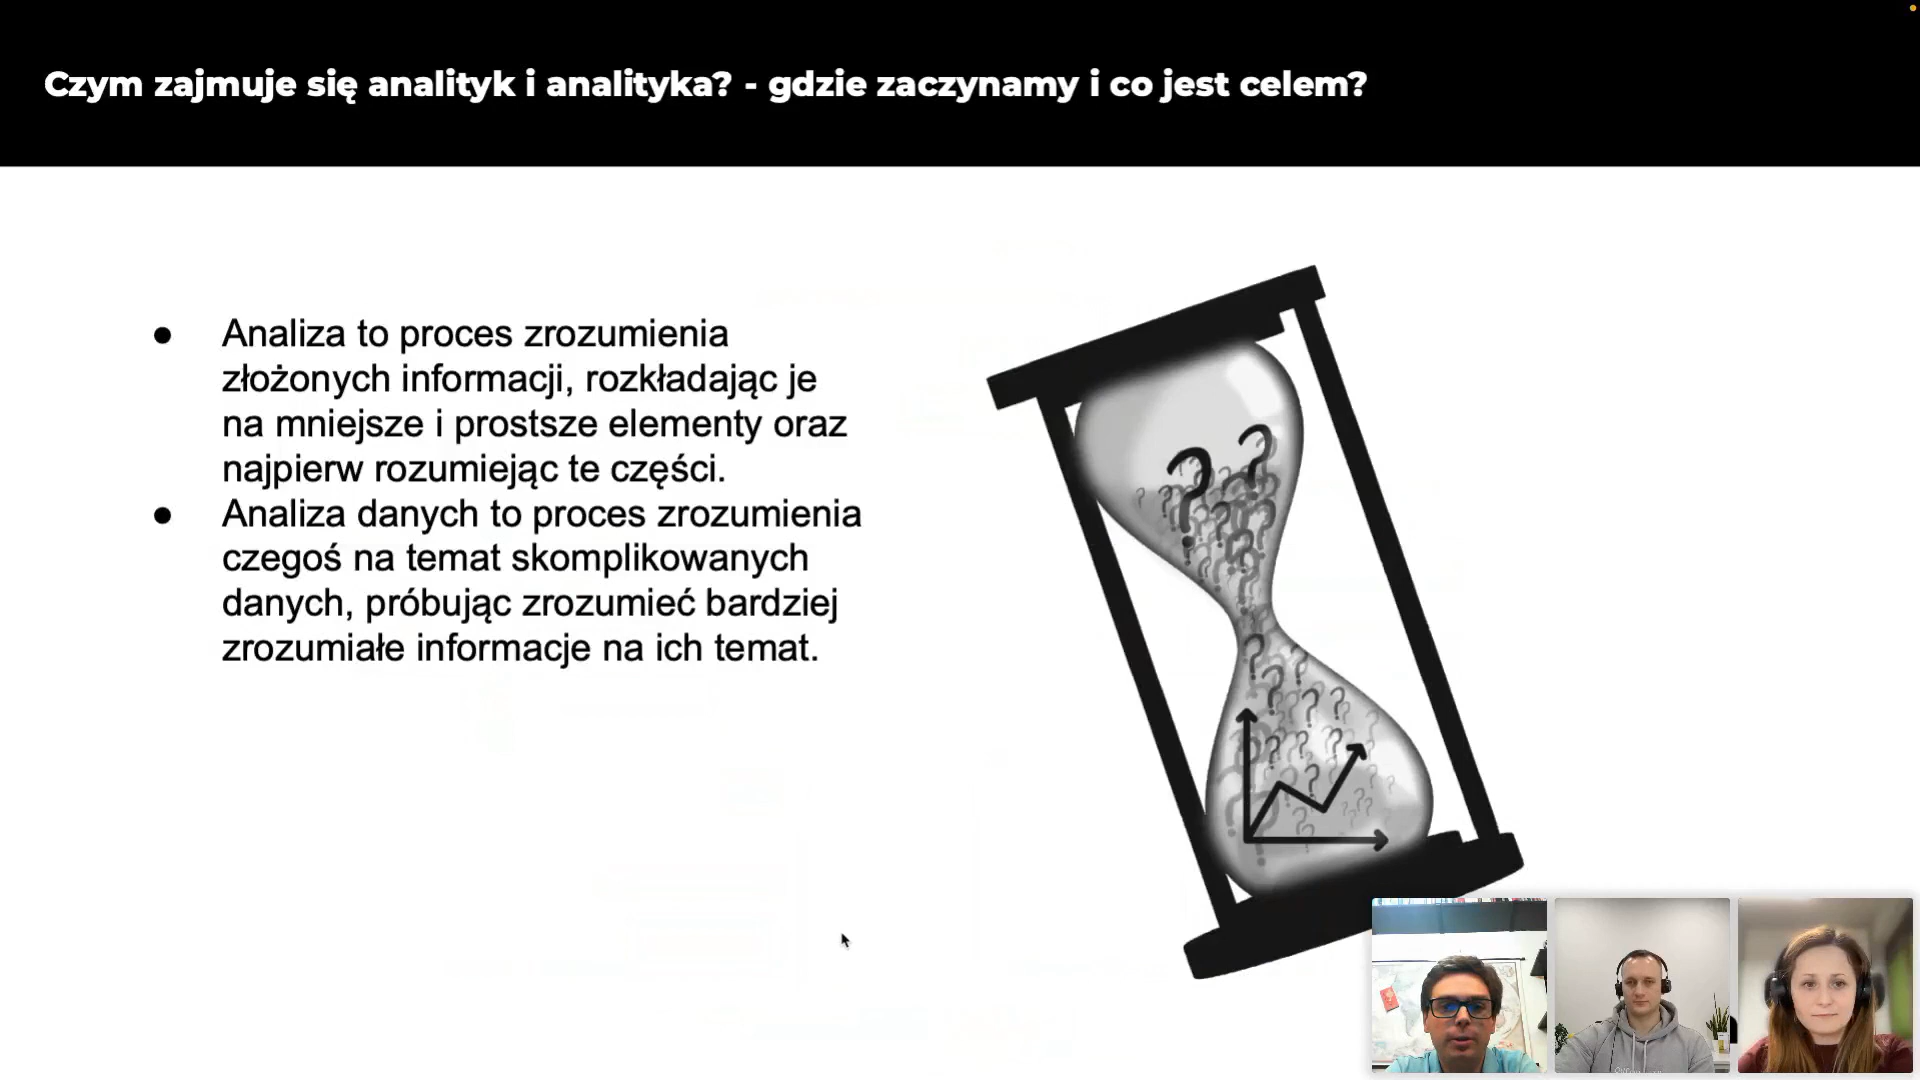 Czym zajmuje się analityk i analityka? - gdzie zaczynamy i co jest celem?
● Analiza to proces zrozumienia
złożonych informacji, rozkładając je
na mniejsze i prostsze elementy oraz
najpierw rozumiejąc te części.
● Analiza danych to proces zrozumienia
czegoś na temat skomplikowanych
danych, próbując zrozumieć bardziej
zrozumiałe informacje na ich temat.